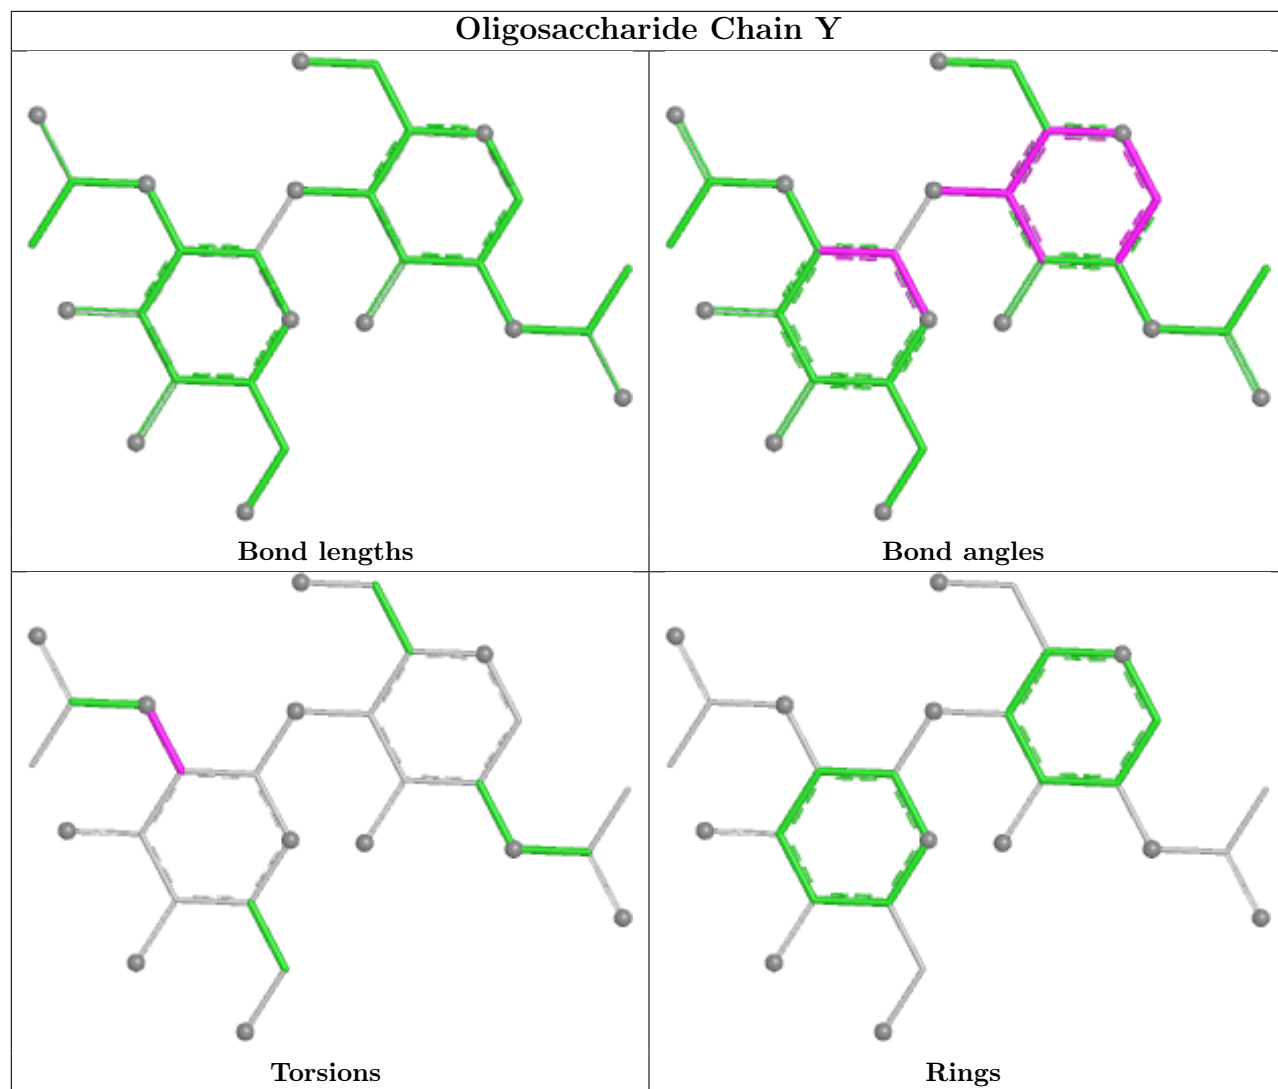 Oligosaccharide Chain Y
Bond lengths
Bond angles
Torsions
Rings